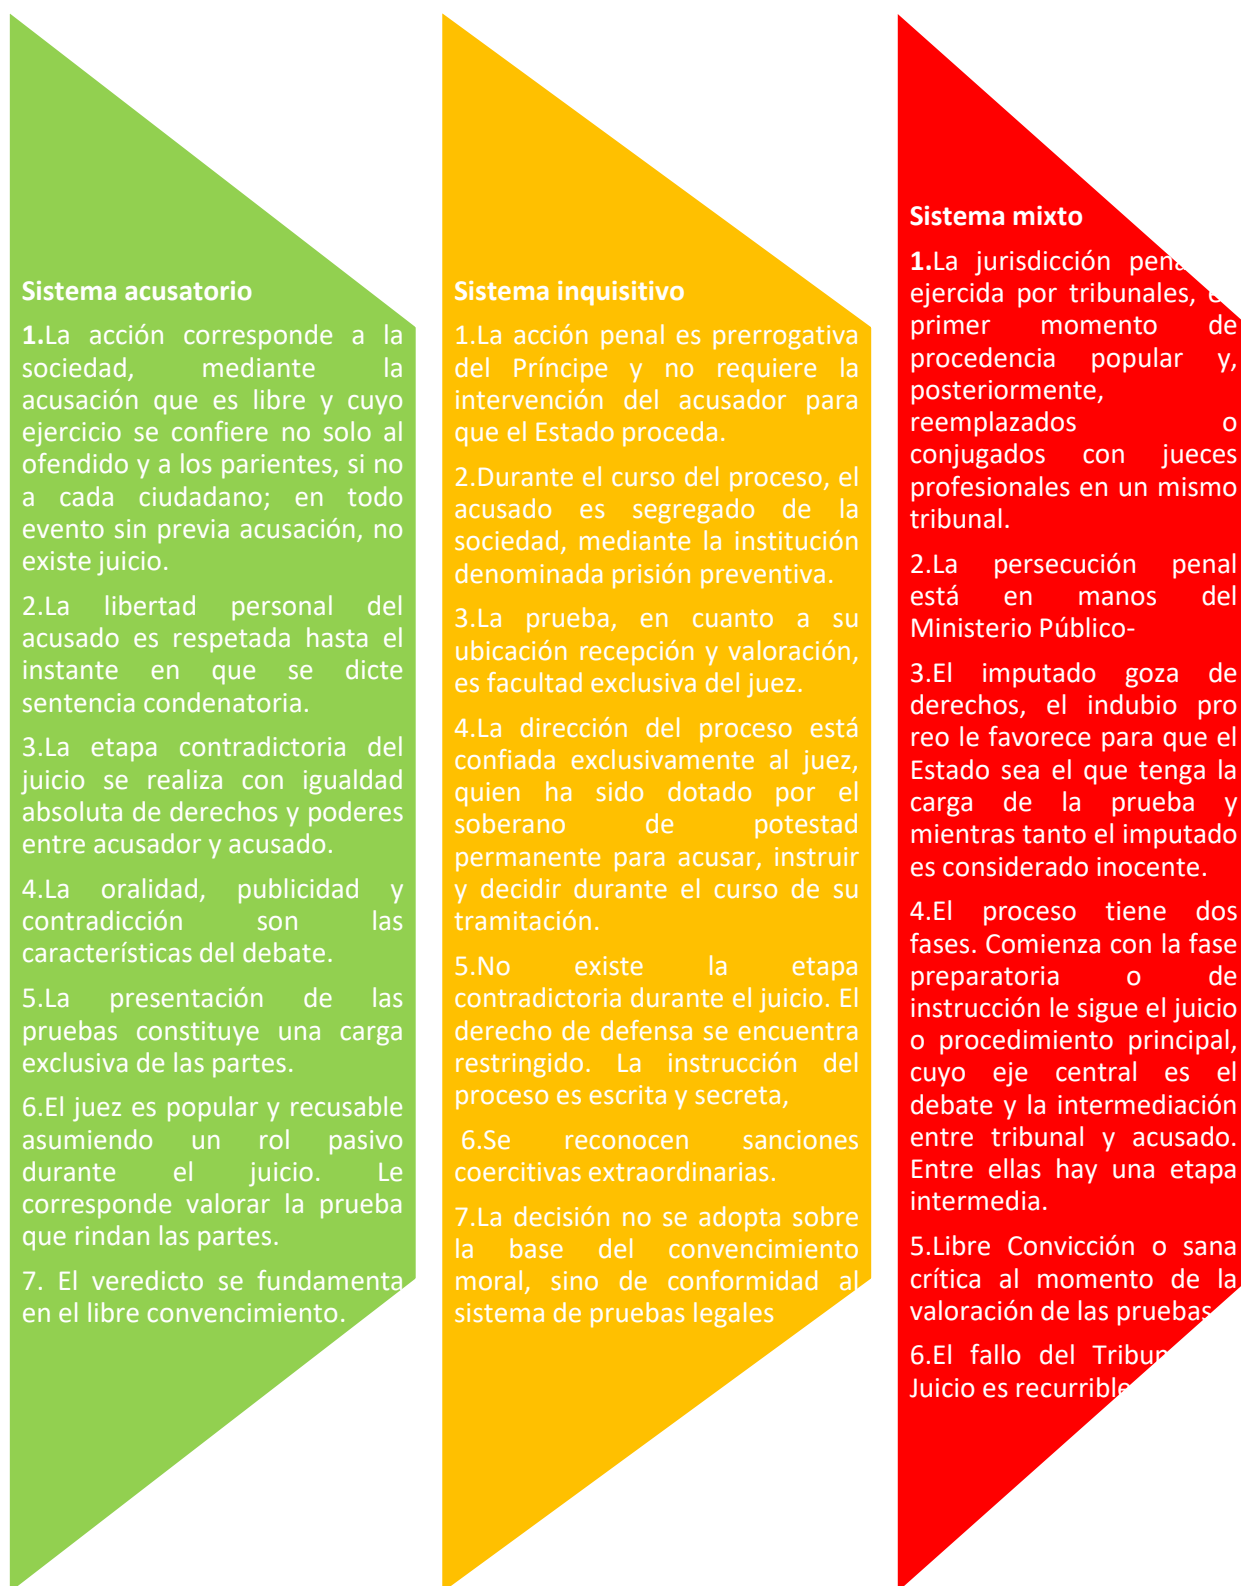 Sistema acusatorio
1.La acción corresponde a la
sociedad, mediante la
acusación que es libre y cuyo
ejercicio se confiere no solo al
ofendido y a los parientes, si no
a cada ciudadano; en todo
evento sin previa acusación, no
existe juicio.
2.La libertad personal del
acusado es respetada hasta el
instante en que se dicte
sentencia condenatoria.
3.La etapa contradictoria del
juicio se realiza con igualdad
absoluta de derechos y poderes
entre acusador y acusado.
4.La oralidad, publicidad y
contradicción son las
características del debate.
5.La presentación de las
pruebas constituye una carga
exclusiva de las partes.
6.El juez es popular y recusable
asumiendo un rol pasivo
durante el juicio. Le
corresponde valorar la prueba
que rindan las partes.
7. El veredicto se fundamenta
en el libre convencimiento.
Sistema inquisitivo
1.La acción penal es prerrogativa
del Príncipe y no requiere la
intervención del acusador para
que el Estado proceda.
2.Durante el curso del proceso, el
acusado es segregado de la
sociedad, mediante la institución
denominada prisión preventiva.
3.La prueba, en cuanto a su
ubicación recepción y valoración,
es facultad exclusiva del juez.
4.La dirección del proceso está
confiada exclusivamente al juez,
quien ha sido dotado por el
soberano de potestad
permanente para acusar, instruir
y decidir durante el curso de su
tramitación.
5.No existe la etapa
contradictoria durante el juicio. El
derecho de defensa se encuentra
restringido. La instrucción del
proceso es escrita y secreta,
6.Se reconocen sanciones
coercitivas extraordinarias.
7.La decisión no se adopta sobre
la base del convencimiento
moral, sino de conformidad al
sistema de pruebas legales
Sistema mixto
1.La jurisdicción
ejercida por tribunales,
primer momento de
procedencia popular y,
posteriormente,
reemplazados o
conjugados con jueces
profesionales en un mismo
tribunal.
2.La persecución penal
está en manos del
Ministerio Público-
3.El imputado goza de
derechos, el indubio pro
reo le favorece para que el
Estado sea el que tenga la
carga de la prueba y
mientras tanto el imputado
es considerado inocente.
4.El proceso tiene dos
fases. Comienza con la fase
preparatoria o de
instrucción le sigue el juicio
o procedimiento principal,
cuyo eje central es el
debate y la intermediación
entre tribunal y acusado.
Entre ellas hay una etapa
intermedia.
5.Libre Convicción o sana
crítica al momento de la
valoración de las pruebas
6.El fallo del
Juicio es recurrible